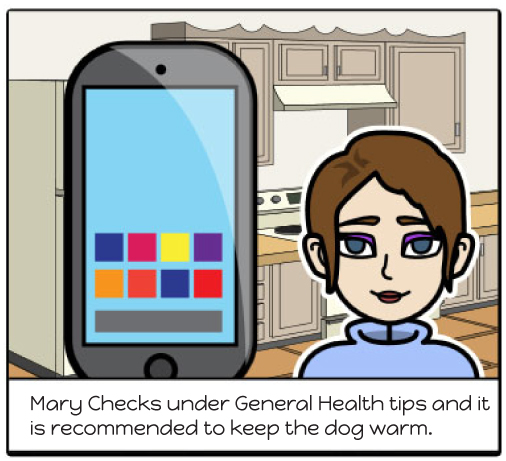 Mary Checks under General Health tips and it
is recommended to keep the dog warm.